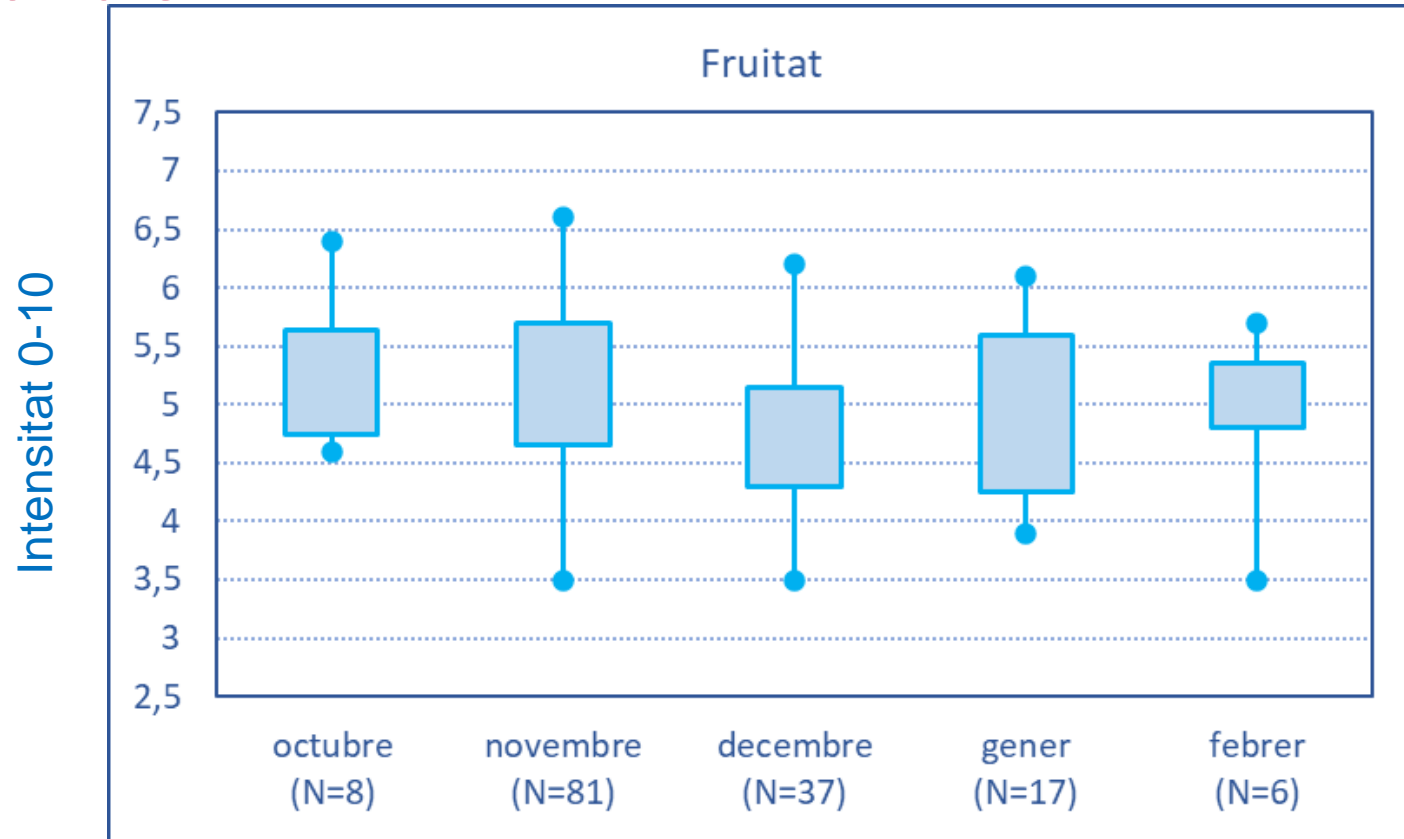 Fruitat
Intensitat 0-10
7,5
7
6,5
6
5,5
5
4,5
4
3,5
3
2,5
octubre novembre decembre gener febrer
(N=8) (N=81) (N=37) (N=17) (N=6)